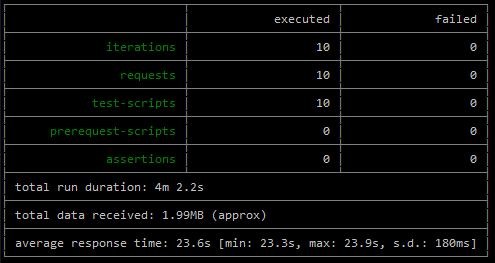 executed failed
iterations 10 0
requests 10 0
test-scripts 10 0
prerequest-scripts 0 0
assertions 0 0
total run duration: 4m 2.2s
total data received: 1.99MB (approx)
average response time: 23.6s [min: 23.3s, max: 23.9s, s.d.: 180ms]